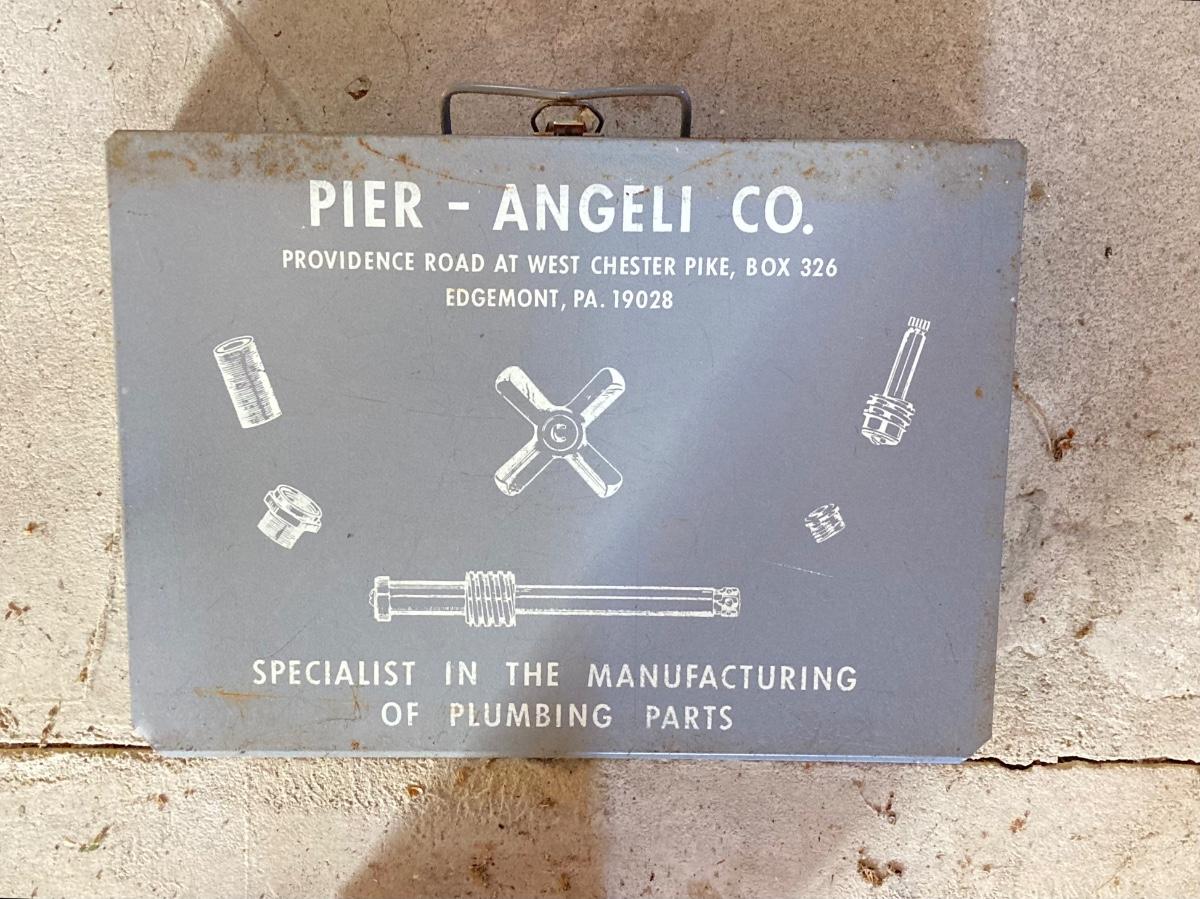 PIER - ANGELI CO.
PROVIDENCE ROAD AT WEST CHESTER PIKE, BOX 326
EDGEMONT, PA. 19028
C
SPECIALIST IN THE MANUFACTURING
OF PLUMBING PARTS